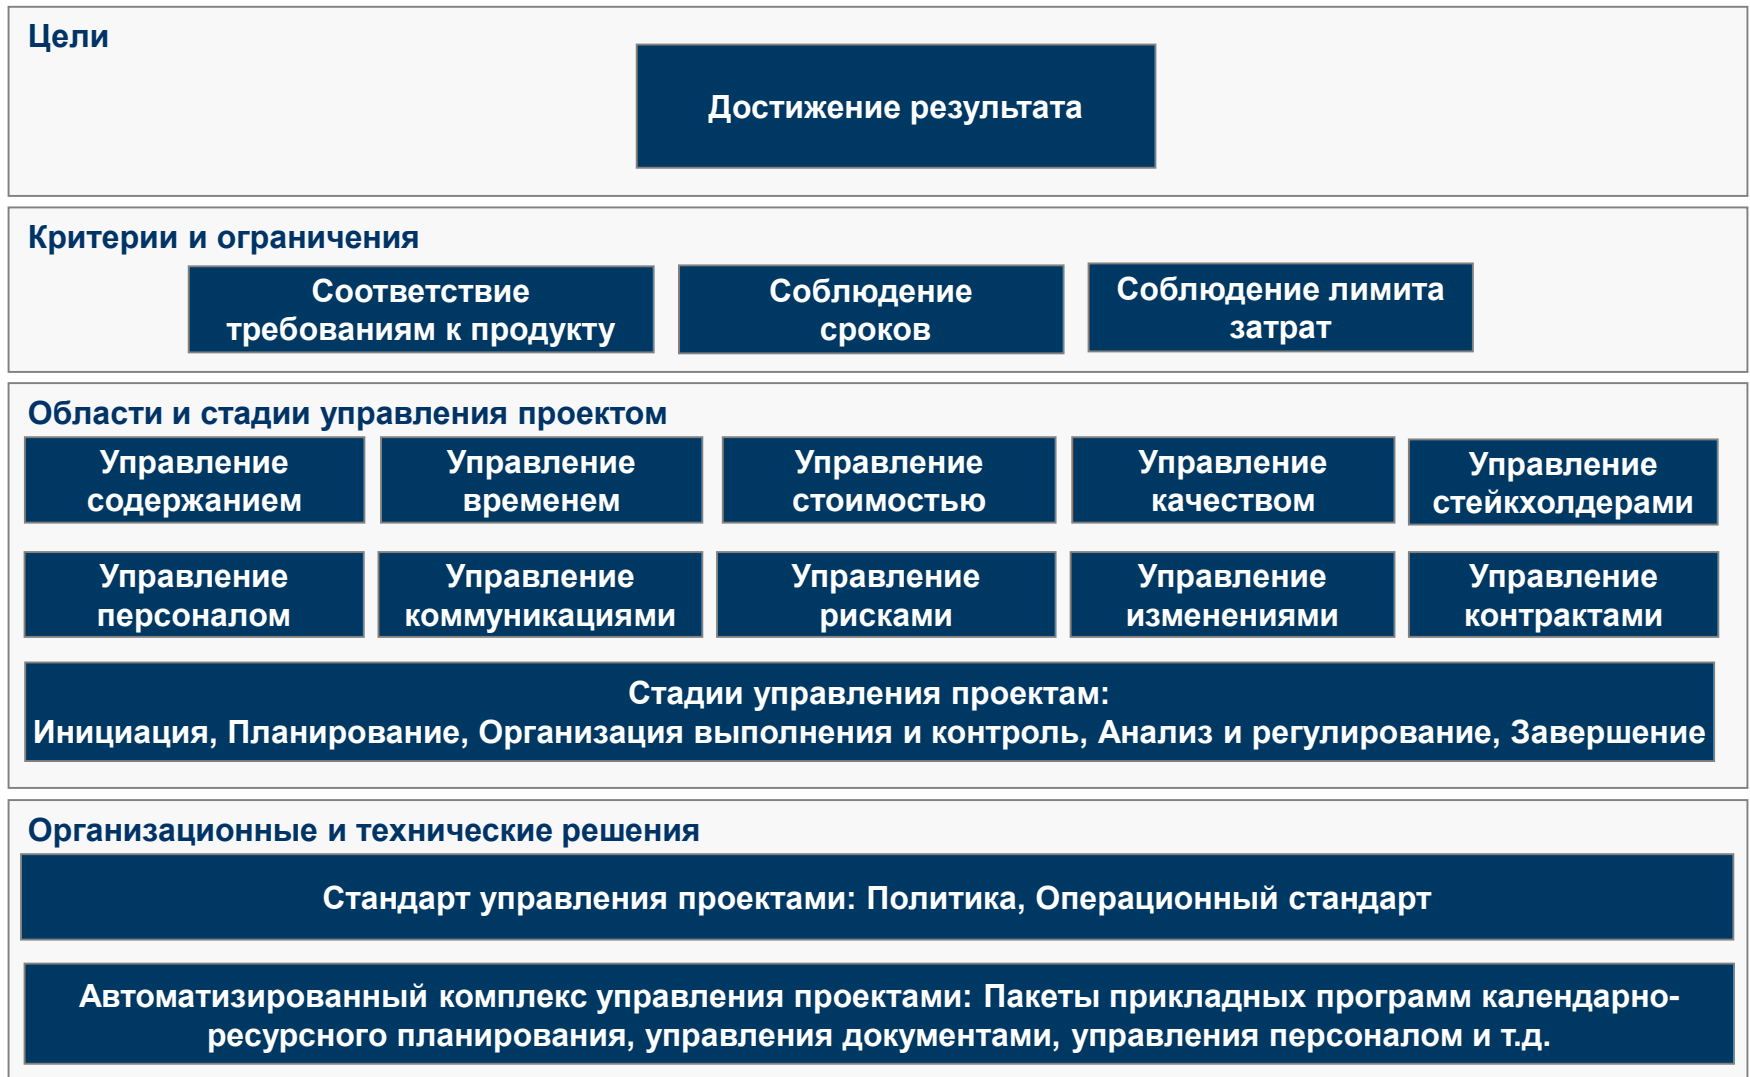 Цели
Достижение результата
Критерии и ограничения
Соответствие
требованиям к продукту
Соблюдение
сроков
Соблюдение лимита
затрат
Области и стадии управления проектом
Управление
содержанием
Управление
временем
Управление
стоимостью
Управление
качеством
Управление
стейкхолдерами
Управление
персоналом
Управление
коммуникациями
Управление
рисками
Управление
изменениями
Управление
контрактами
Стадии управления проектам:
Инициация, Планирование, Организация выполнения и контроль, Анализ и регулирование, Завершение
Организационные и технические решения
Стандарт управления проектами: Политика, Операционный стандарт
Автоматизированный комплекс управления проектами: Пакеты прикладных программ календарно-
ресурсного планирования, управления документами, управления персоналом и т.д.